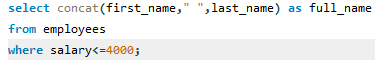 select concat(first_name," ",last_name) as full_name
from employees
where salary<=4000;